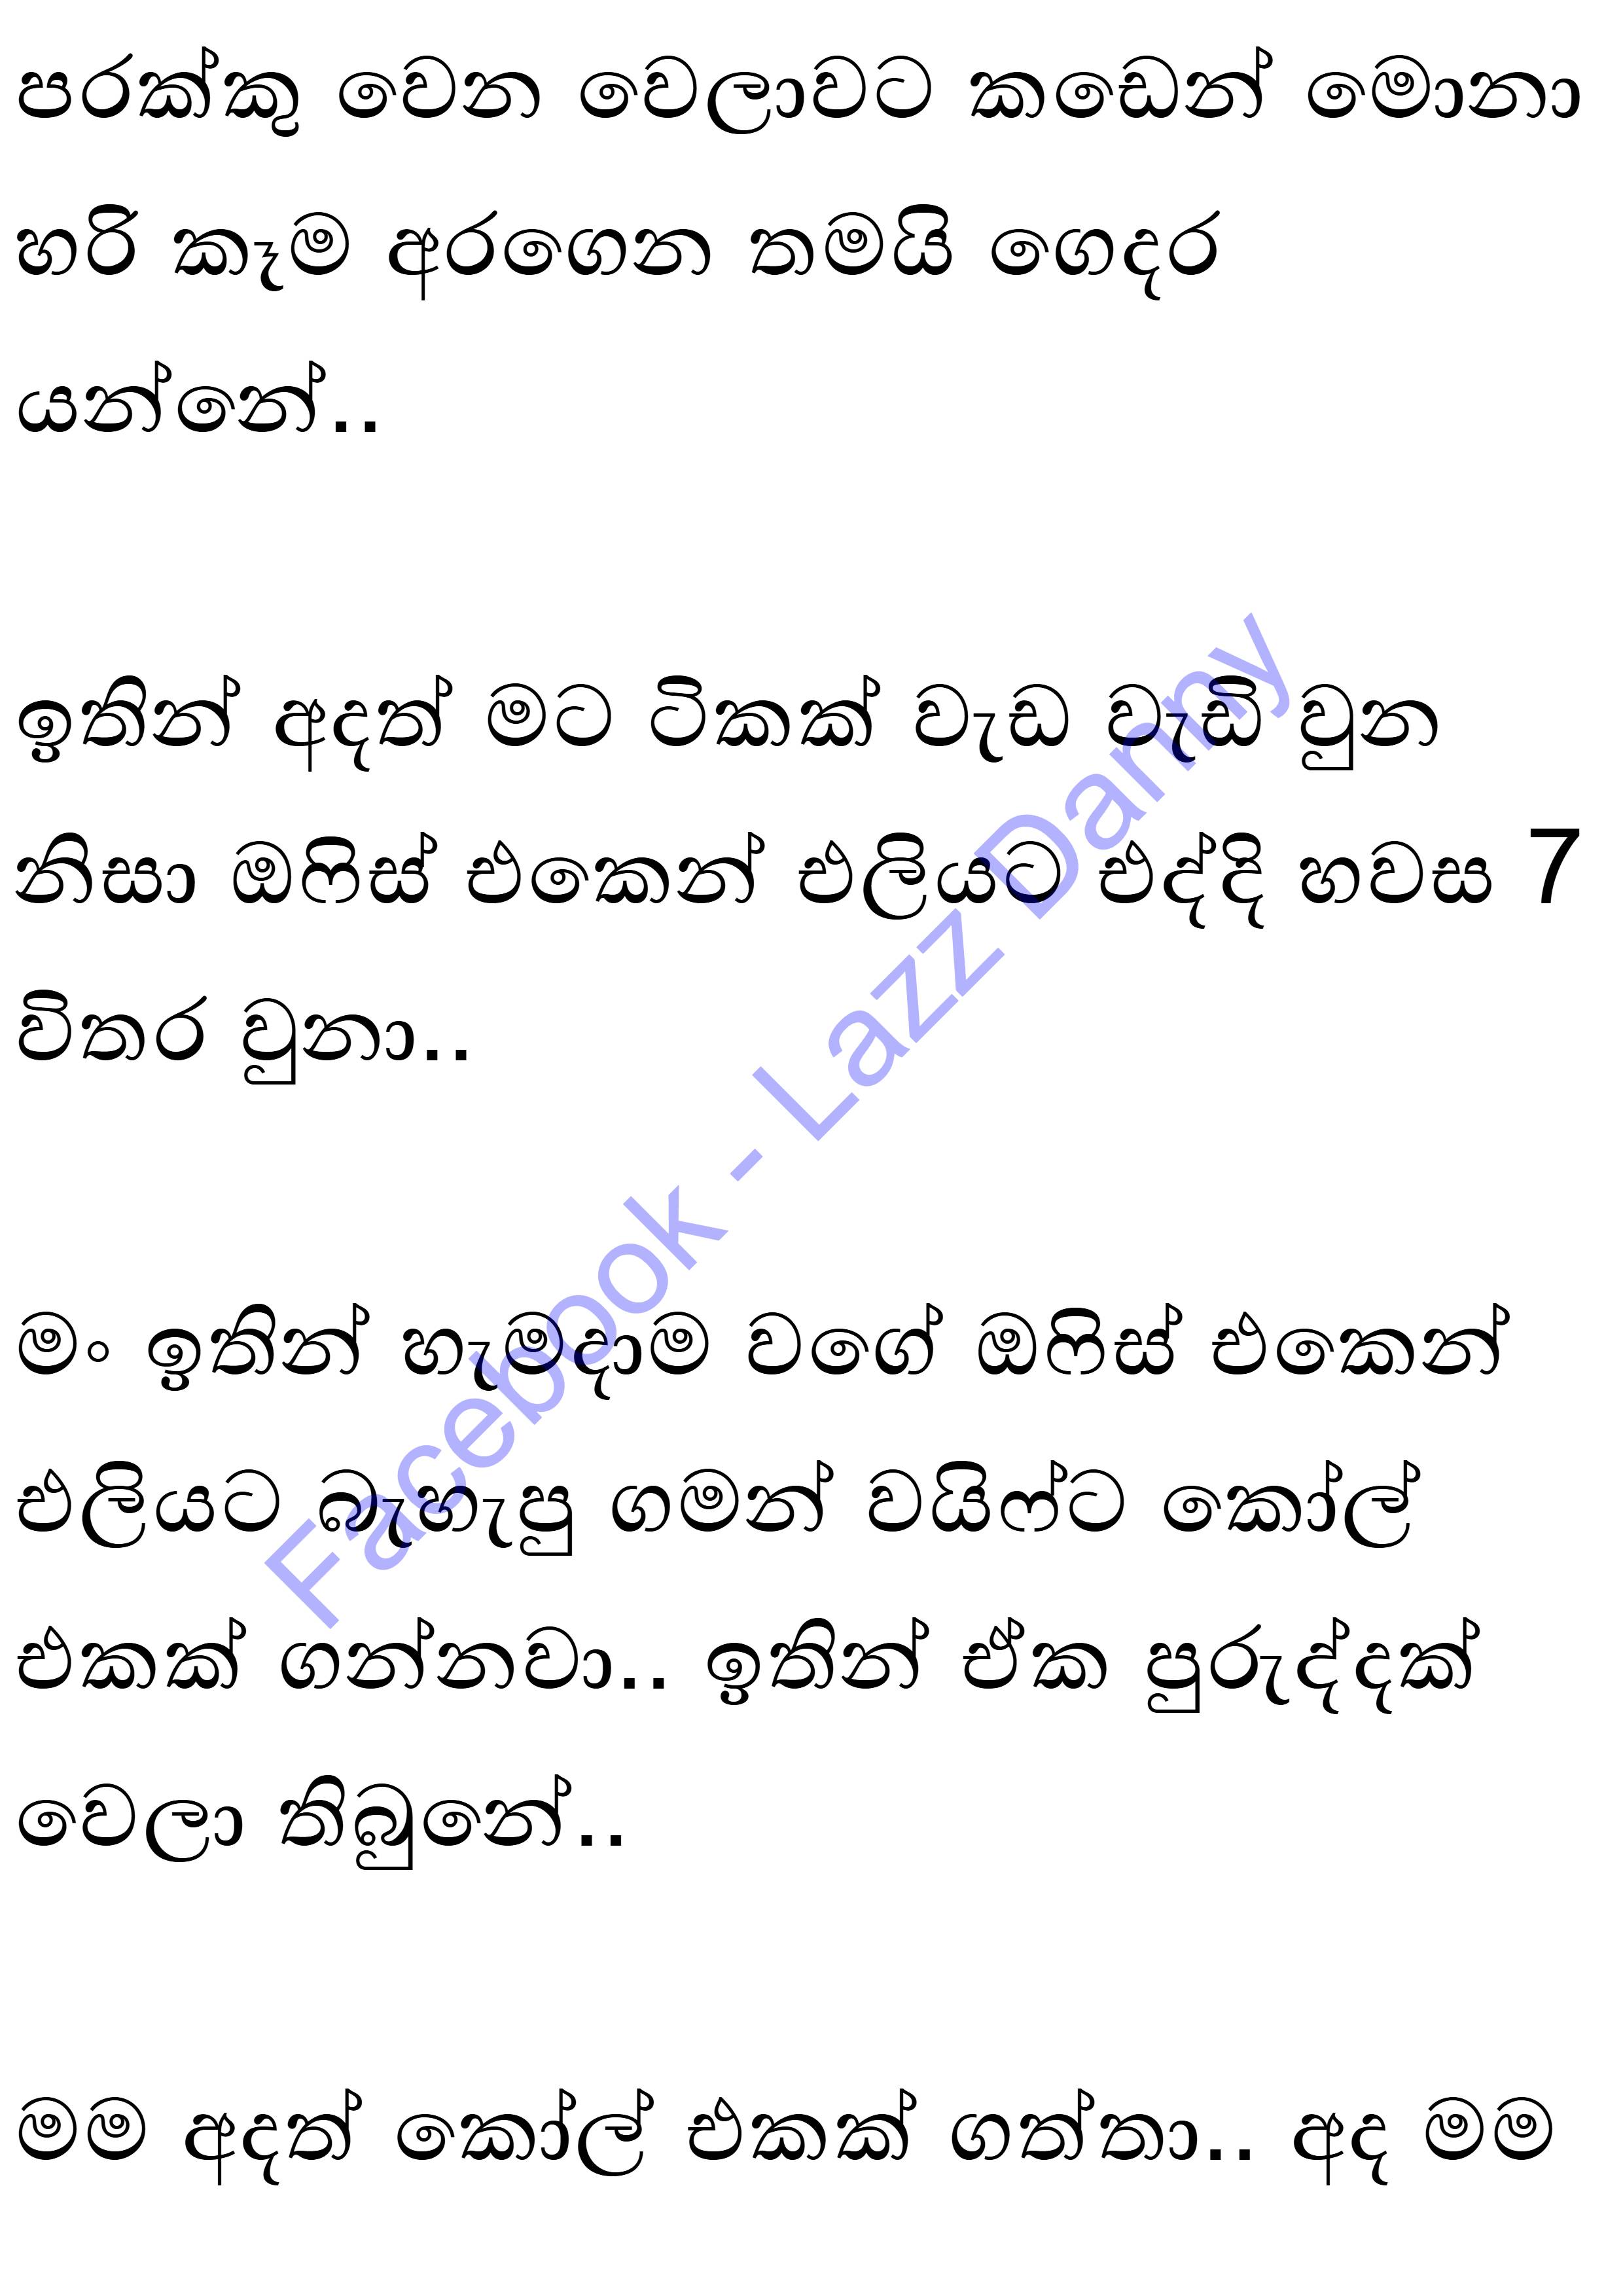 පරක්කු වෙන වෙලාවට කඩෙන් මොනා
හරි කෑම අරගෙන තමයි ගෙදර
යන්නේ..
ඉතින් අදත් මට ටිකක් වැඩ වැඩි වුන
නිසා ඔෆිස් එකෙන් එලියට එද්දි හවස 7
විතර වුනා..
මං ඉතින් හැමදාම වගේ ඔෆිස් එකෙන්
එලියට බැහැපු ගමන් වයිෆ්ට කෝල්
එකක් ගන්නවා.. ඉතින් ඒක පුරුද්දක්
වෙලා තිබුනේ..
මම අදත් කෝල් එකක් ගත්තා.. අද මම
Facebook - Lazz Danny